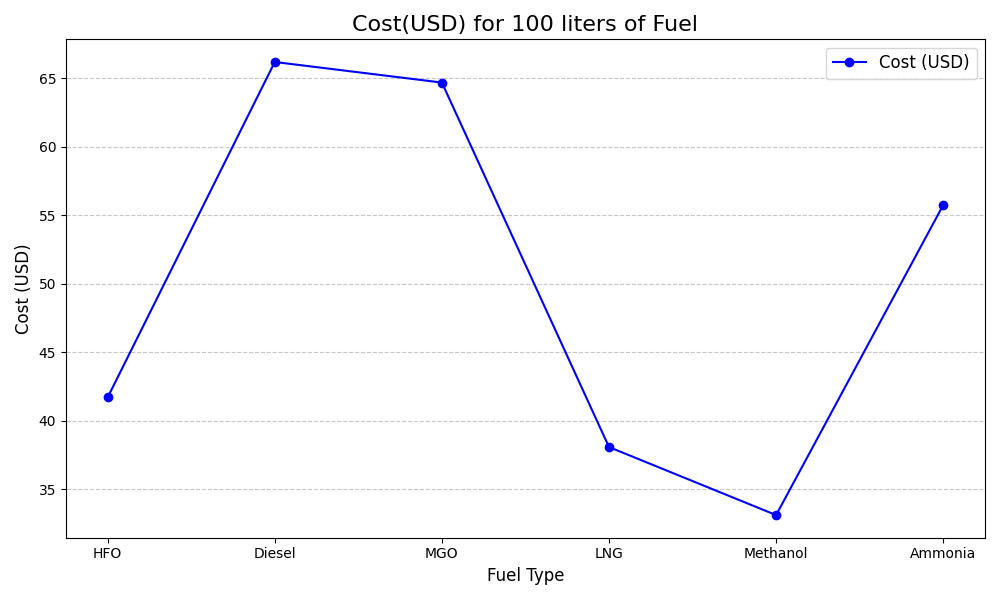 Cost(USD) for 100 liters of Fuel
Cost (USD)
65
60
55
50
45
40
35
Cost (USD)
HFO Diesel MGO LNG Methanol Ammonia
Fuel Type